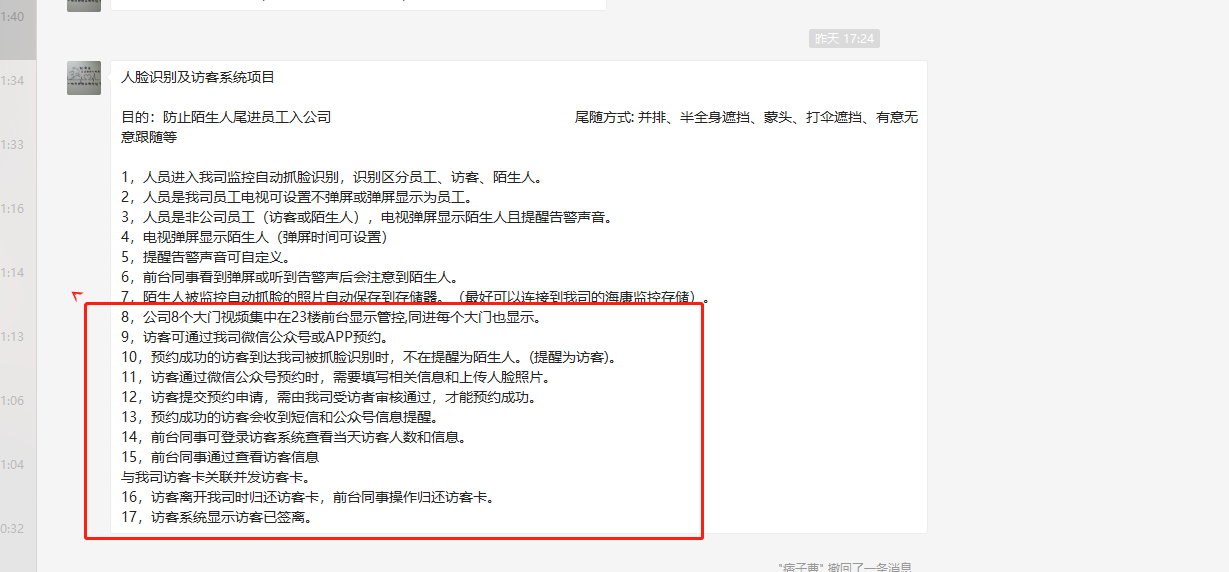 1:40
昨天 17:24
1:34
人脸识别及访客系统项目
目的：防止陌生人尾进员工入公司 尾随方式: 并排、半全身遮挡、蒙头、打伞遮挡、有意无
意跟随等
1:33
1，人员进入我司监控自动抓脸识别，识别区分员工、访客、陌生人。
2，人员是我司员工电视可设置不弹屏或弹屏显示为员工。
1:16
3，人员是非公司员工（访客或陌生人），电视弹屏显示陌生人且提醒告警声音。
4，电视弹屏显示陌生人（弹屏时间可设置）
5，提醒告警声音可自定义。
1:14
6，前台同事看到弹屏或听到告警声后会注意到陌生人。
7，陌生人被监控自动抓脸的照片自动保存到存储器。（最好可以连接到我司的海康监控存储）。
8，公司8个大门视频集中在23楼前台显示管控,同进每个大门也显示。
1:13
9，访客可通过我司微信公众号或APP预约。
10，预约成功的访客到达我司被抓脸识别时，不在提醒为陌生人。(提醒为访客)。
11，访客通过微信公众号预约时，需要填写相关信息和上传人脸照片。
1:06
12，访客提交预约申请，需由我司受访者审核通过，才能预约成功。
13，预约成功的访客会收到短信和公众号信息提醒。
14，前台同事可登录访客系统查看当天访客人数和信息。
1:04
15，前台同事通过查看访客信息
与我司访客卡关联并发访客卡。
16，访客离开我司时归还访客卡，前台同事操作归还访客卡。
17，访客系统显示访客已签离。
0:32
"痞子曹" 撤回了一条消息